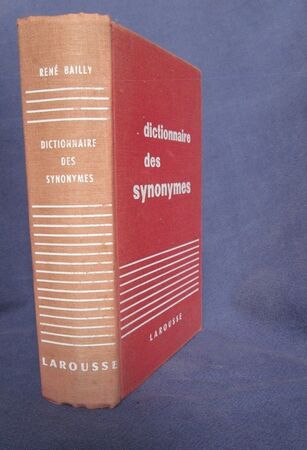 RENÉ BAILLY
DICTIONNAIRE
DES
SYNONYMES
LAROUSSE
dictionnaire
des
synonymes
LAROUSSE